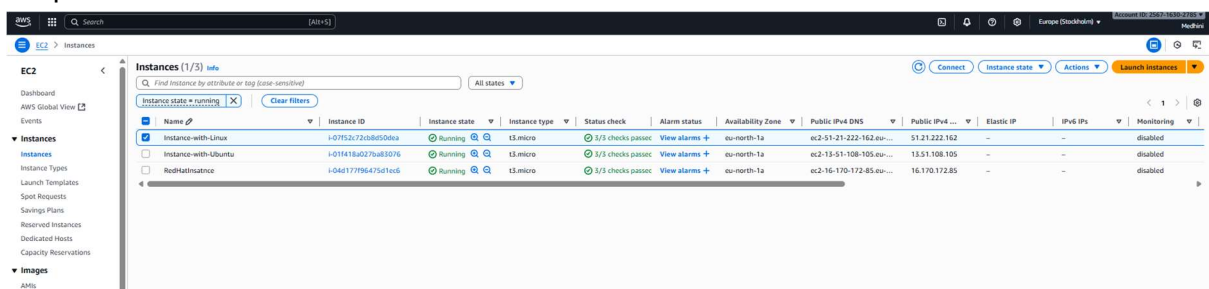 aws Search [Alt+S] Europe (Stockholm) Account ID: 2567-1630-2785
Medhini
EC2 > Instances
EC2
Dashboard
AWS Global View
Events
Instances
Instances
Instance Types
Launch Templates
Spot Requests
Savings Plans
Reserved Instances
Dedicated Hosts
Capacity Reservations
Images
AMIs
Instances (1/3) Info Connect Instance state Actions Launch instances
Find Instance by attribute or tag (case-sensitive) All states
Instance state = running Clear filters 1
Name Instance ID Instance state Instance type Status check Alarm status Availability Zone Public IPv4 DNS Public IPv4 ... Elastic IP IPv6 IPs Monitoring
Instance-with-Linux i-07f52c72cb8d50dea Running t3.micro 3/3 checks passec View alarms + eu-north-1a ec2-51-21-222-162.eu-... 51.21.222.162 – – disabled
Instance-with-Ubuntu i-01f418a027ba83076 Running t3.micro 3/3 checks passec View alarms + eu-north-1a ec2-13-51-108-105.eu-... 13.51.108.105 – – disabled
RedHatInsatnce i-04d177f96475d1ec6 Running t3.micro 3/3 checks passec View alarms + eu-north-1a ec2-16-170-172-85.eu-... 16.170.172.85 – – disabled